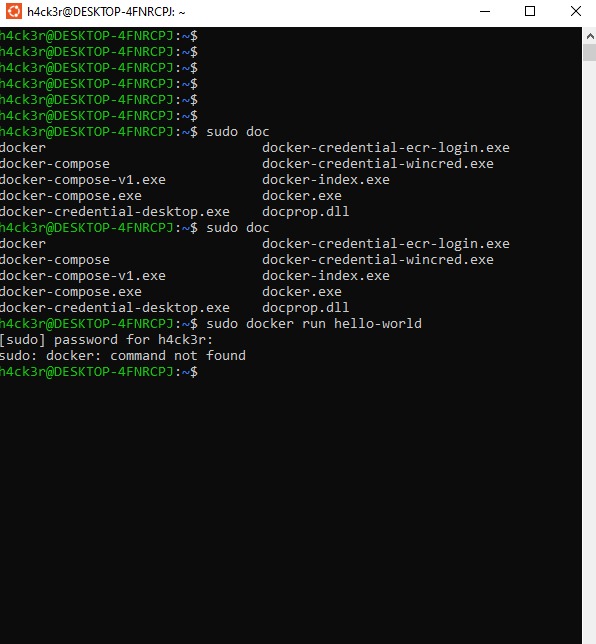 h4ck3r@DESKTOP-4FNRCPJ: ~
h4ck3r@DESKTOP-4FNRCPJ:~$
h4ck3r@DESKTOP-4FNRCPJ:~$
h4ck3r@DESKTOP-4FNRCPJ:~$
h4ck3r@DESKTOP-4FNRCPJ:~$
h4ck3r@DESKTOP-4FNRCPJ:~$
h4ck3r@DESKTOP-4FNRCPJ:~$
h4ck3r@DESKTOP-4FNRCPJ:~$ sudo doc
docker docker-credential-ecr-login.exe
docker-compose docker-credential-wincred.exe
docker-compose-v1.exe docker-index.exe
docker-compose.exe docker.exe
docker-credential-desktop.exe docprop.dll
h4ck3r@DESKTOP-4FNRCPJ:~$ sudo doc
docker docker-credential-ecr-login.exe
docker-compose docker-credential-wincred.exe
docker-compose-v1.exe docker-index.exe
docker-compose.exe docker.exe
docker-credential-desktop.exe docprop.dll
h4ck3r@DESKTOP-4FNRCPJ:~$ sudo docker run hello-world
[sudo] password for h4ck3r:
sudo: docker: command not found
h4ck3r@DESKTOP-4FNRCPJ:~$